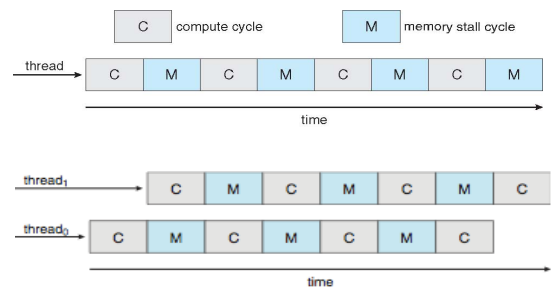 C compute cycle M memory stall cycle
thread
C M C M C M C M
time
thread₁
C M C M C M C
thread₀
C M C M C M C
time